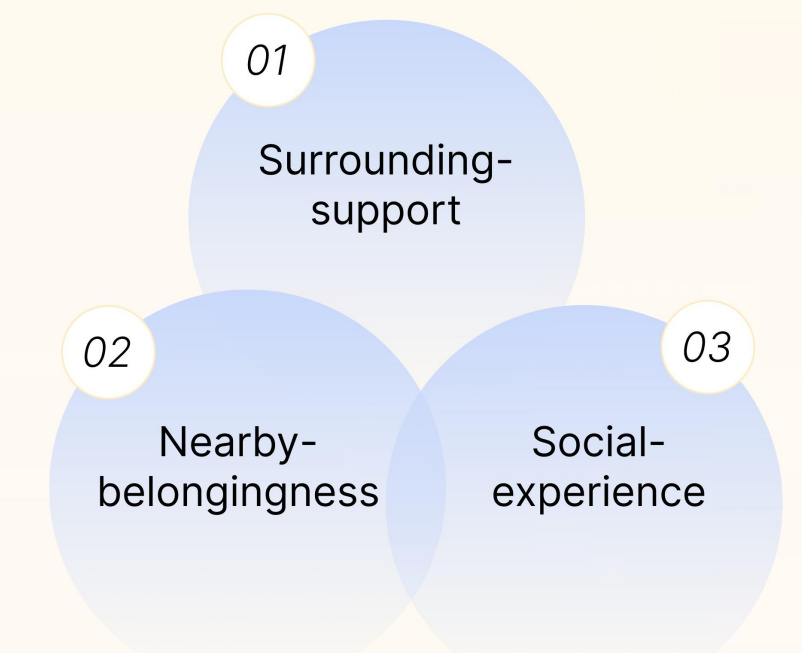 01
Surrounding-
support
02
Nearby-
belongingness
03
Social-
experience